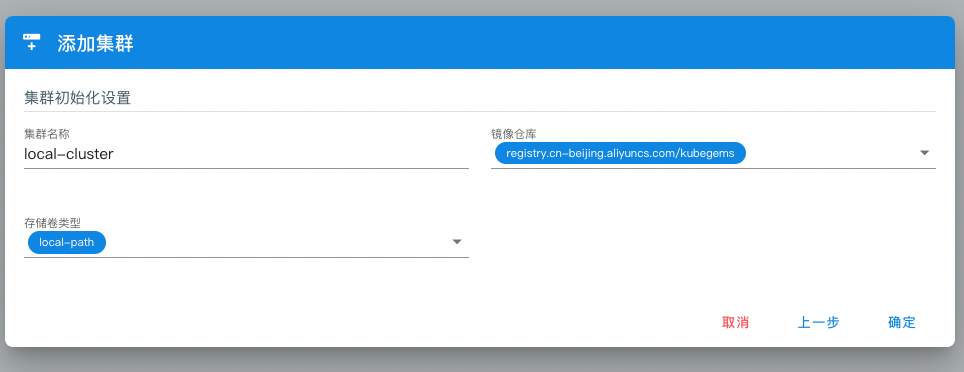 添加集群
集群初始化设置
集群名称
local-cluster
镜像仓库
registry.cn-beijing.aliyuncs.com/kubegems
存储卷类型
local-path
取消 上一步 确定